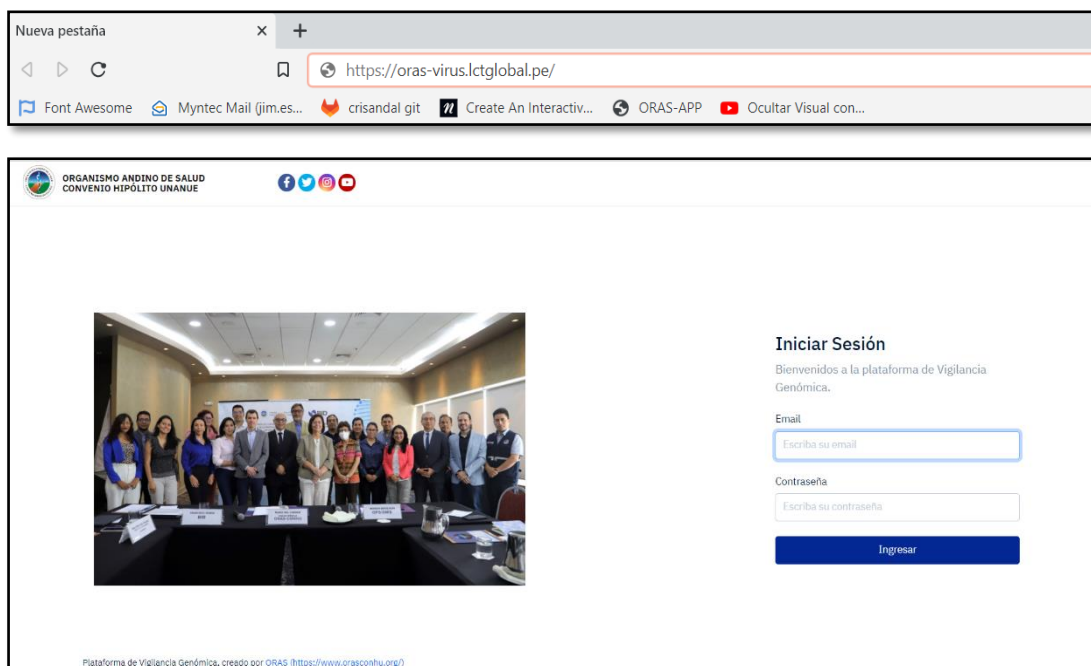 Nueva pestaña
https://oras-virus.lctglobal.pe/
Font Awesome Myntec Mail (jim.es... crisandal git Create An Interactiv... ORAS-APP Ocultar Visual con...
ORGANISMO ANDINO DE SALUD
CONVENIO HIPÓLITO UNANUE
Iniciar Sesión
Bienvenidos a la plataforma de Vigilancia
Genómica.
Email
Escriba su email
Contraseña
Escriba su contraseña
Ingresar
Plataforma de Vigilancia Genómica, creado por ORAS (https://www.orasconhu.org/)